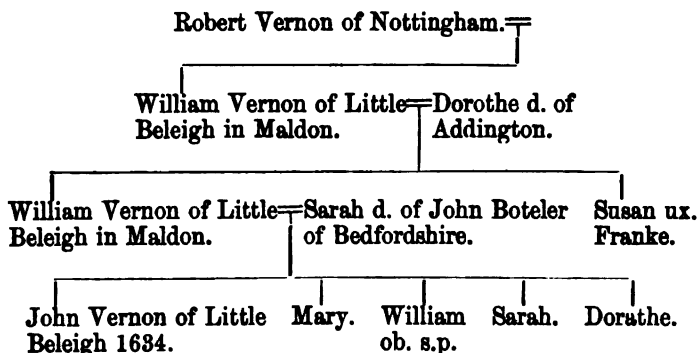 Robert Vernon of Nottingham.
William Vernon of Little Dorothe d. of
Beleigh in Maldon. Addington.
William Vernon of Little Sarah d. of John Boteler Susan ux.
Beleigh in Maldon. of Bedfordshire. Franke.
John Vernon of Little Mary. William Sarah. Dorathe.
Beleigh 1634. ob. s.p.